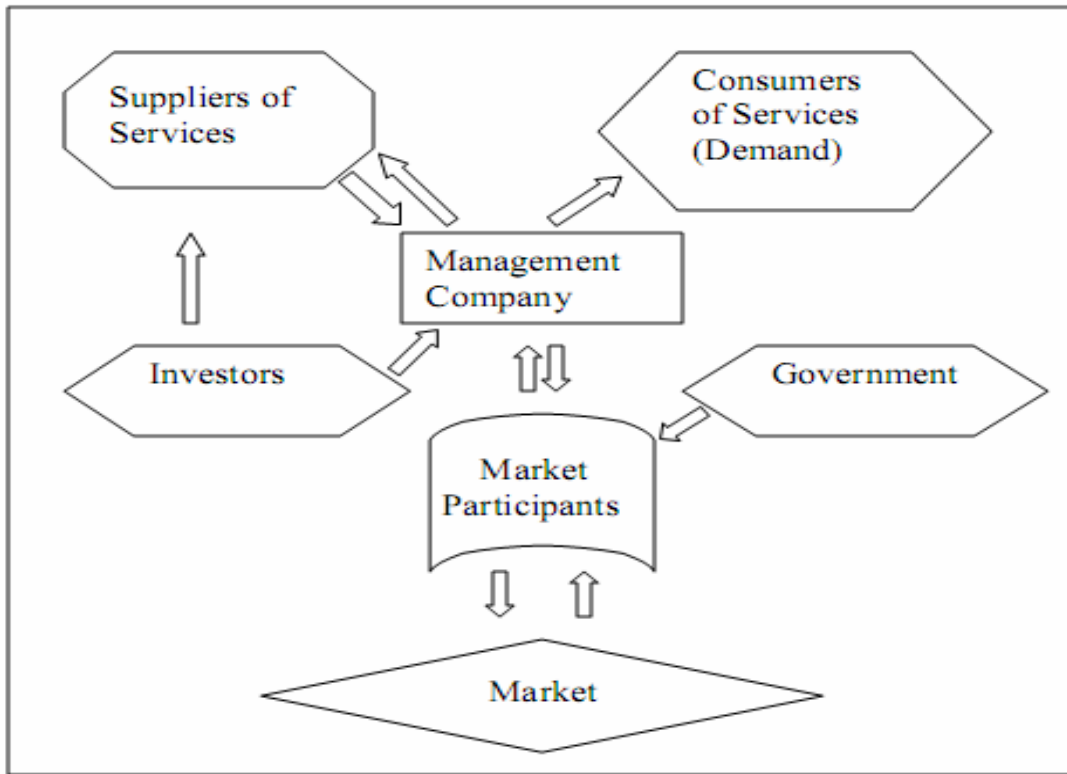 Suppliers of
Services
Consumers
of Services
(Demand)
Management
Company
Investors
Government
Market
Participants
Market